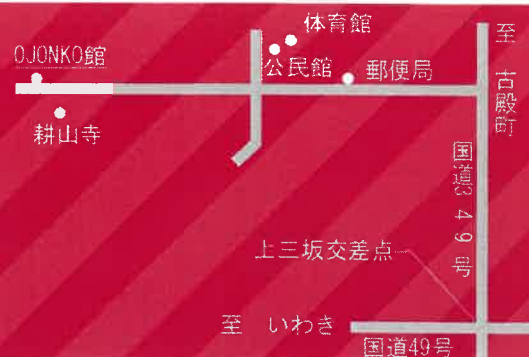 体育館
OJONKO館
公民館
郵便局
耕山寺
至 古殿町
国道349号
上三坂交差点
至 いわき
国道49号